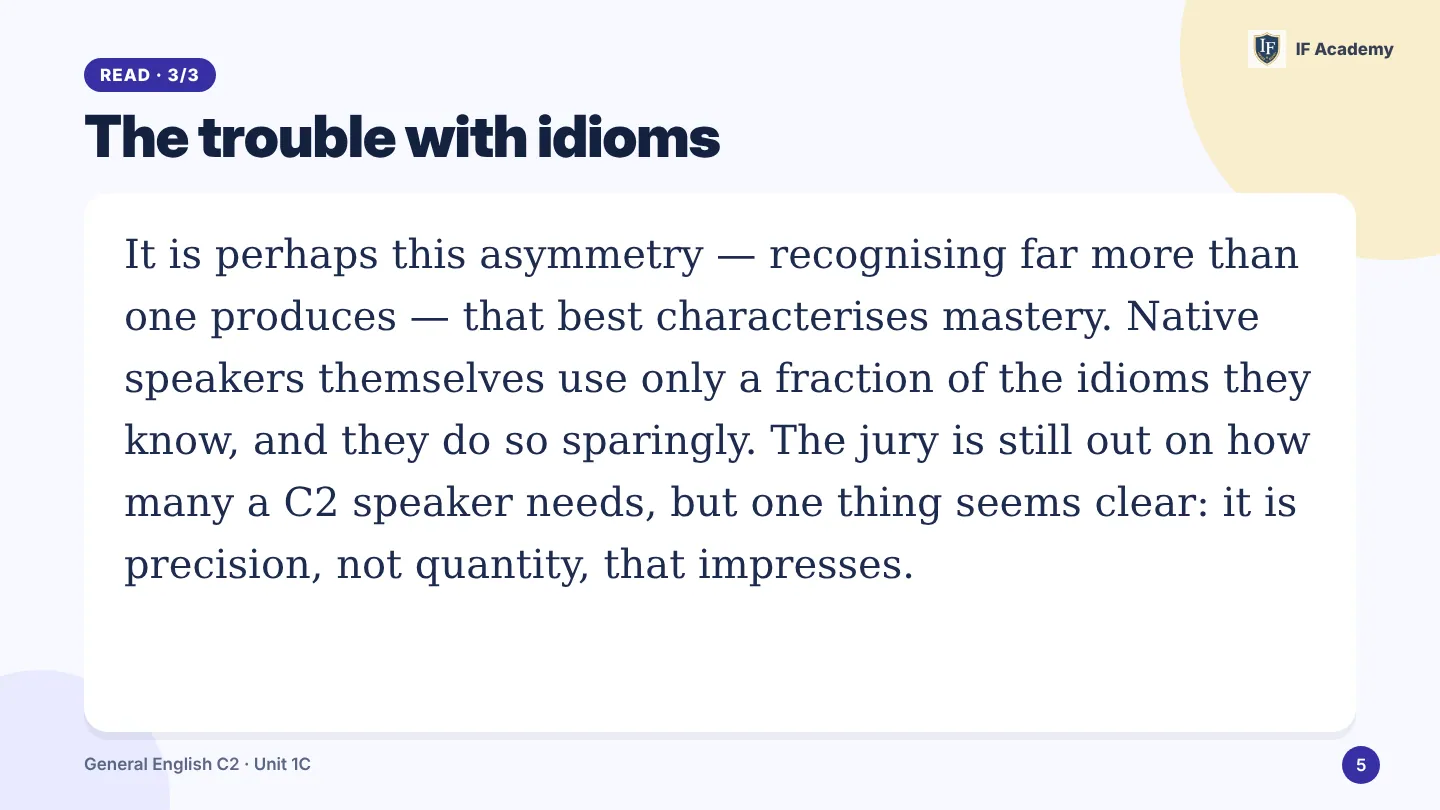 IF
IF Academy
READ · 3/3
The trouble with idioms
It is perhaps this asymmetry — recognising far more than
one produces — that best characterises mastery. Native
speakers themselves use only a fraction of the idioms they
know, and they do so sparingly. The jury is still out on how
many a C2 speaker needs, but one thing seems clear: it is
precision, not quantity, that impresses.
General English C2 · Unit 1C
5